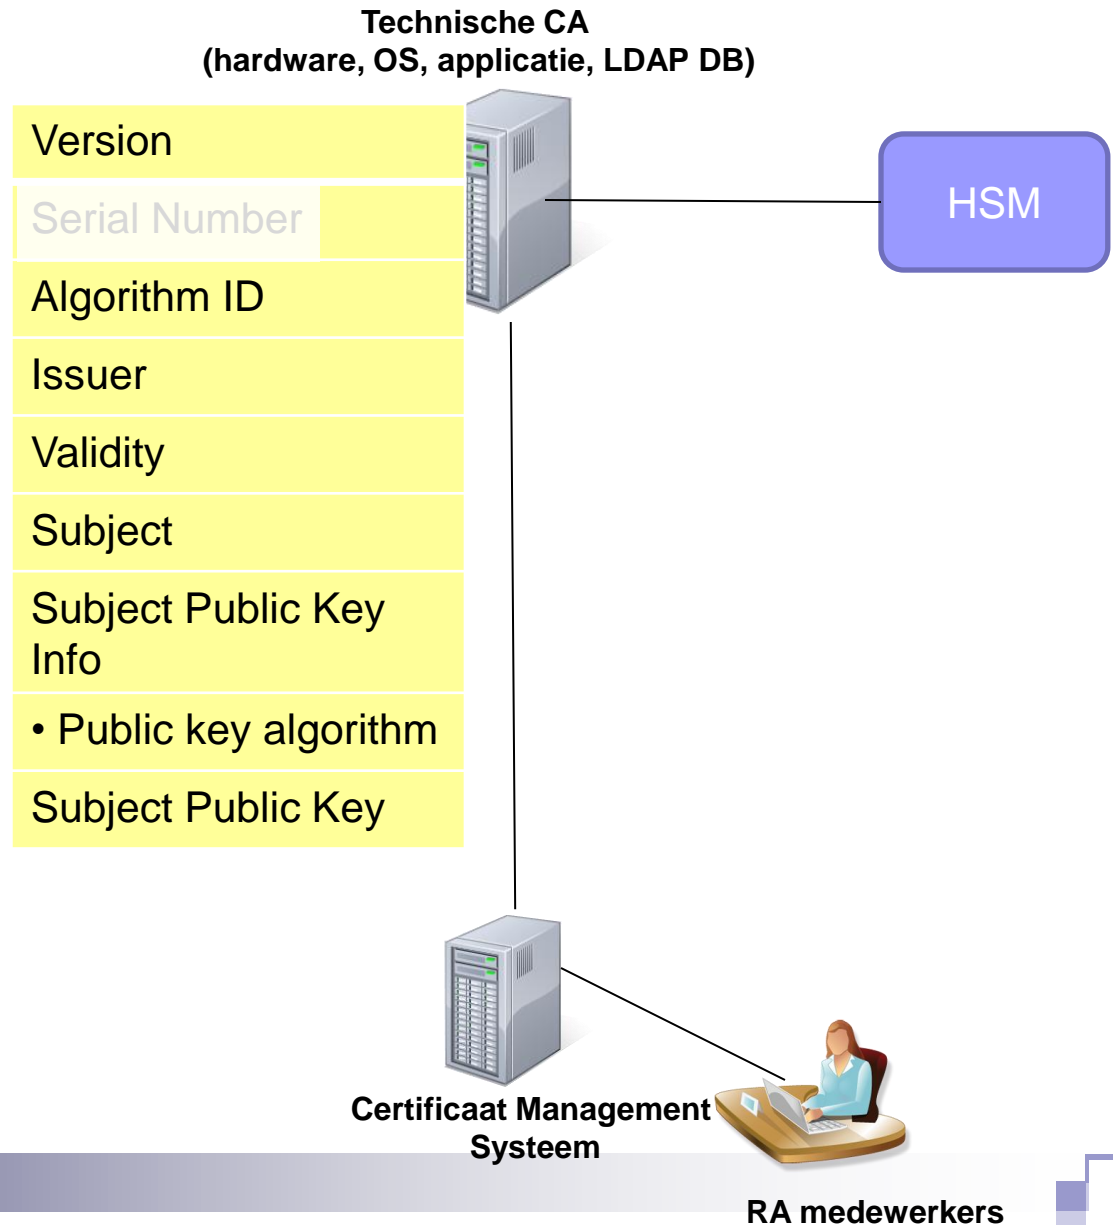 Technische CA
(hardware, OS, applicatie, LDAP DB)
Version
Serial Number
Algorithm ID
Issuer
Validity
Subject
Subject Public Key
Info
• Public key algorithm
Subject Public Key
HSM
Certificaat Management
Systeem
RA medewerkers